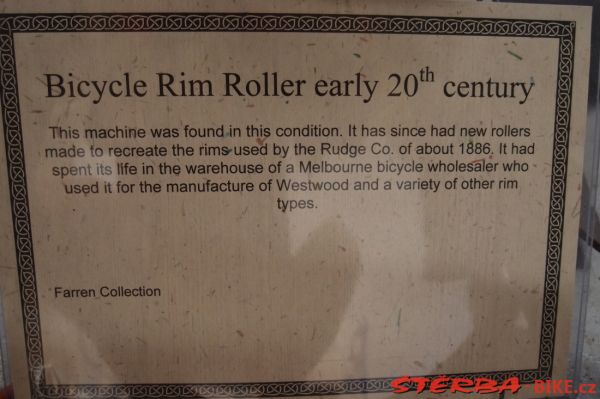 Bicycle Rim Roller early 20th century
This machine was found in this condition. It has since had new rollers
made to recreate the rims used by the Rudge Co. of about 1886. It had
spent its life in the warehouse of a Melbourne bicycle wholesaler who
used it for the manufacture of Westwood and a variety of other rim
types.
Farren Collection
STERBA BIKE.cz